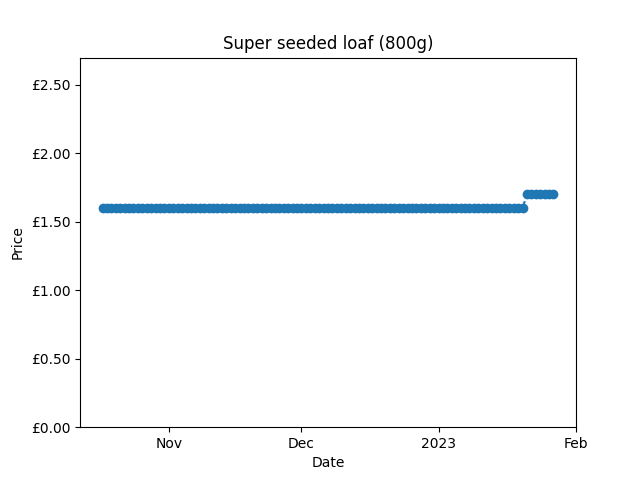 Super seeded loaf (800g)
£2.50
£2.00
£1.50
£1.00
£0.50
£0.00
Price
Nov Dec 2023 Feb
Date